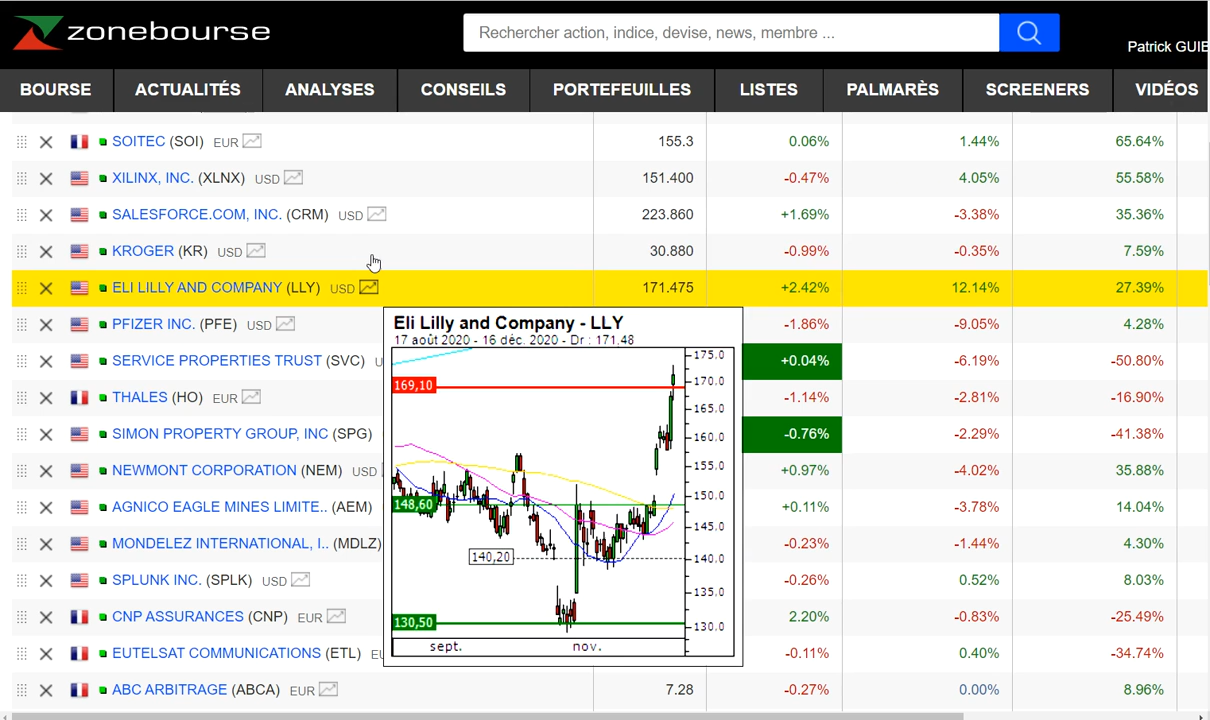 zonebourse
Rechercher action, indice, devise, news, membre ...
Patrick GUIE
BOURSE ACTUALITÉS ANALYSES CONSEILS PORTEFEUILLES LISTES PALMARÈS SCREENERS VIDÉOS
SOITEC (SOI) EUR 155.3 0.06% 1.44% 65.64%
XILINX, INC. (XLNX) USD 151.400 -0.47% 4.05% 55.58%
SALESFORCE.COM, INC. (CRM) USD 223.860 +1.69% -3.38% 35.36%
KROGER (KR) USD 30.880 -0.99% -0.35% 7.59%
ELI LILLY AND COMPANY (LLY) USD 171.475 +2.42% 12.14% 27.39%
PFIZER INC. (PFE) USD -1.86% -9.05% 4.28%
SERVICE PROPERTIES TRUST (SVC) +0.04% -6.19% -50.80%
THALES (HO) EUR -1.14% -2.81% -16.90%
SIMON PROPERTY GROUP, INC (SPG) -0.76% -2.29% -41.38%
NEWMONT CORPORATION (NEM) USD +0.97% -4.02% 35.88%
AGNICO EAGLE MINES LIMITE.. (AEM) +0.11% -3.78% 14.04%
MONDELEZ INTERNATIONAL, I.. (MDLZ) -0.23% -1.44% 4.30%
SPLUNK INC. (SPLK) USD -0.26% 0.52% 8.03%
CNP ASSURANCES (CNP) EUR 2.20% -0.83% -25.49%
EUTELSAT COMMUNICATIONS (ETL) -0.11% 0.40% -34.74%
ABC ARBITRAGE (ABCA) EUR 7.28 -0.27% 0.00% 8.96%
Eli Lilly and Company - LLY
17 août 2020 - 16 déc. 2020 - Dr : 171,48
175.0
169,10
170.0
165.0
160.0
155.0
150.0
148,60
145.0
140,20
140.0
135.0
130,50
130.0
sept. nov.